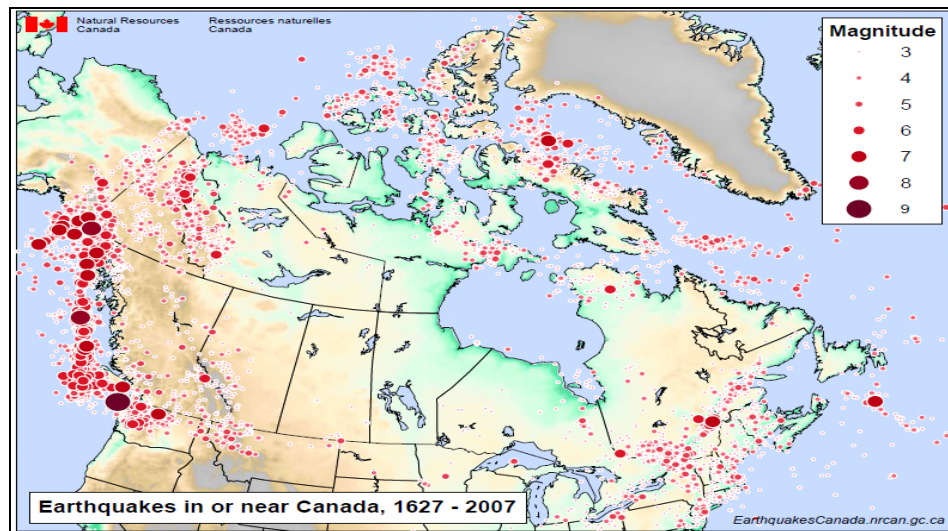 Natural Resources
Canada
Ressources naturelles
Canada
Magnitude
3
4
5
6
7
8
9
Earthquakes in or near Canada, 1627 - 2007
EarthquakesCanada.nrcan.gc.ca